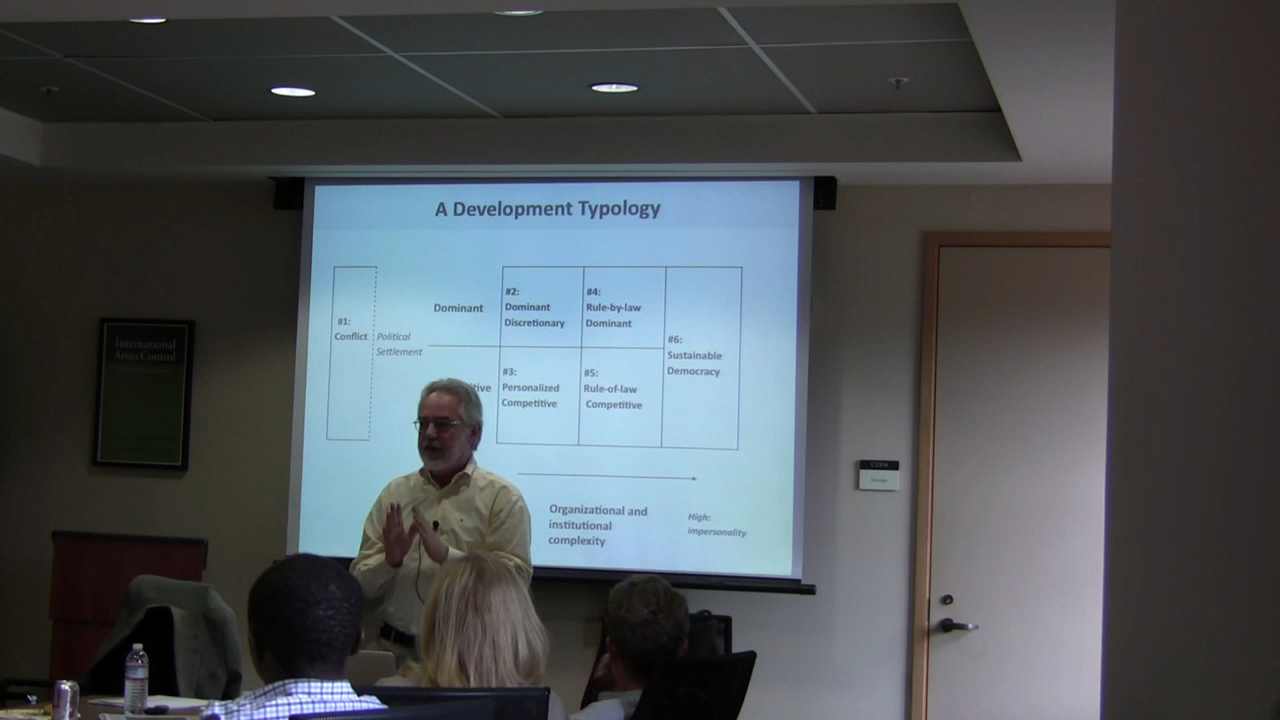 A Development Typology
#1:
Conflict
Political
Settlement
Dominant
#2:
Dominant
Discretionary
#4:
Rule-by-law
Dominant
#6:
Sustainable
Democracy
#3:
Personalized
Competitive
#5:
Rule-of-law
Competitive
Organizational and
institutional
complexity
High:
impersonality
International
Arms Control